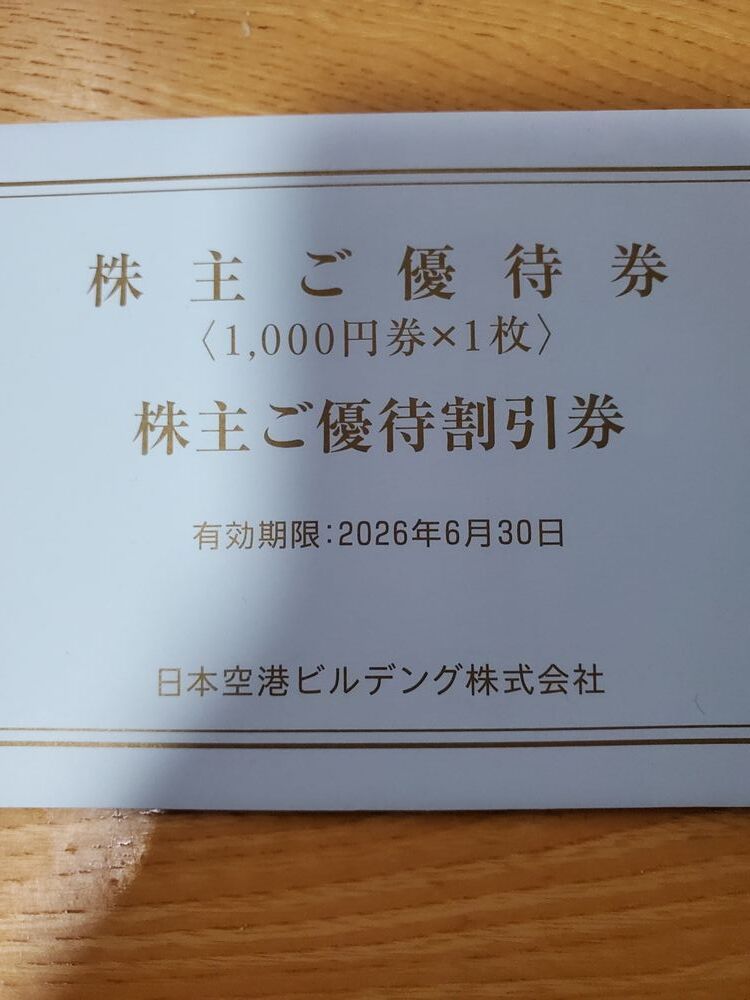 株主ご優待券
〈1,000円券×1枚〉
株主ご優待割引券
有効期限:2026年6月30日
日本空港ビルデング株式会社